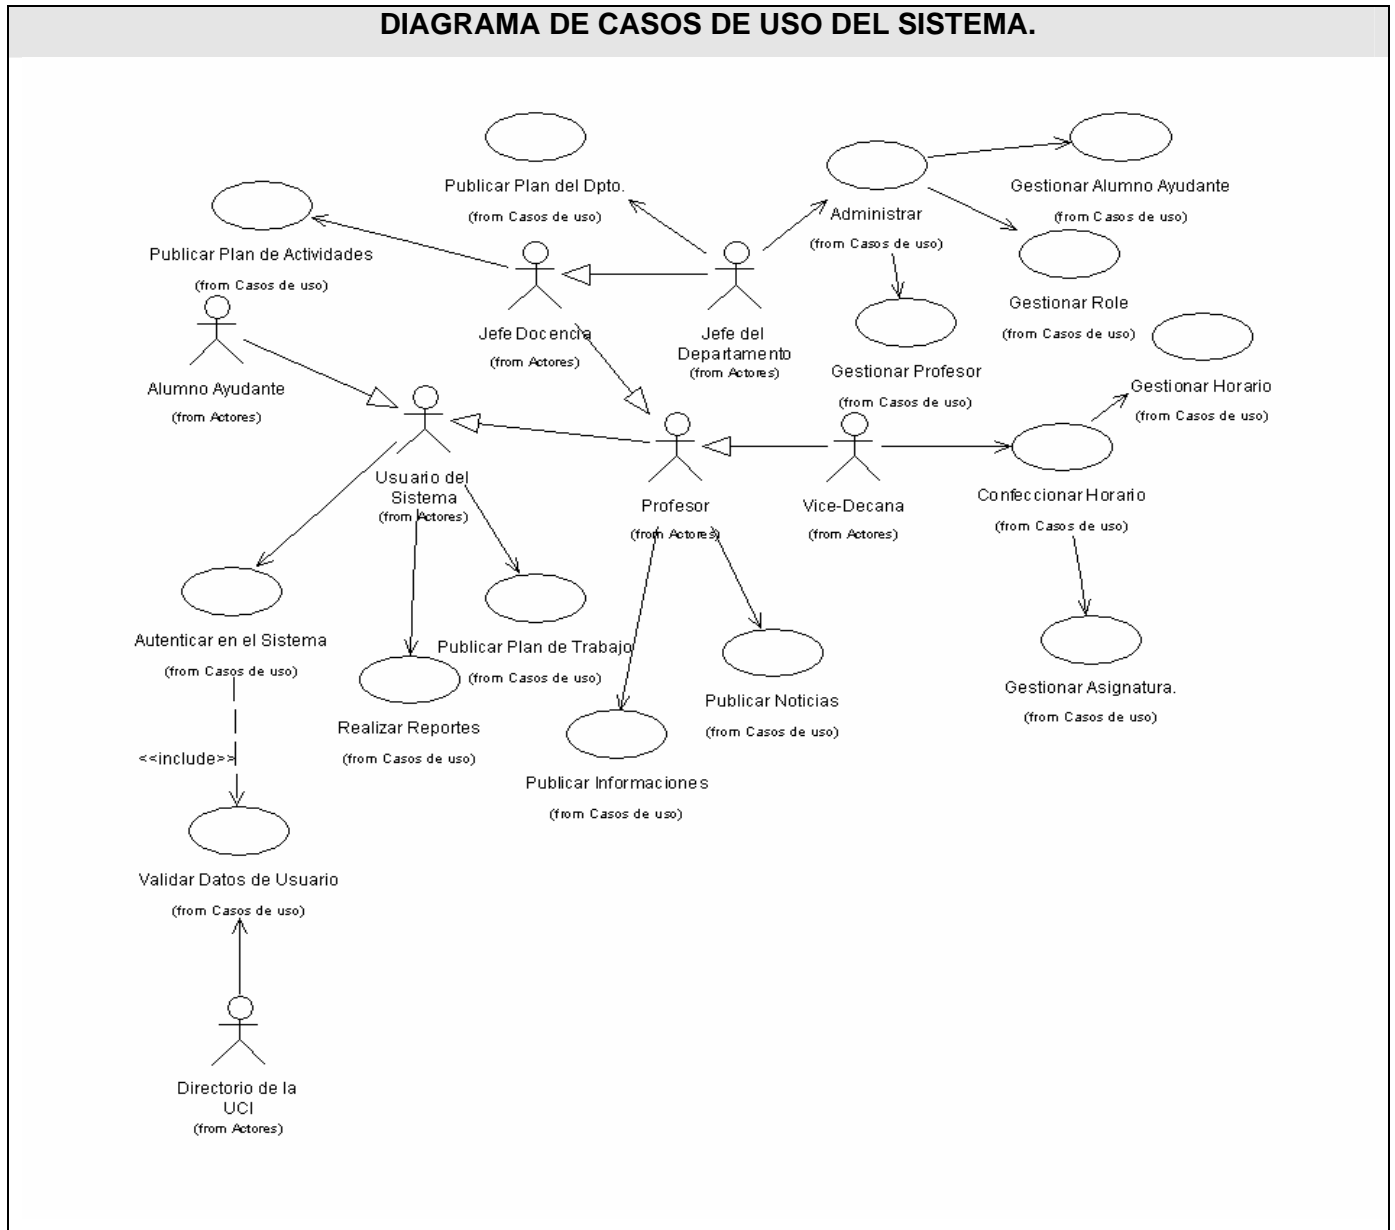 DIAGRAMA DE CASOS DE USO DEL SISTEMA.
Publicar Plan del Dpto.
(from Casos de uso)
Administrar
(from Casos de uso)
Gestionar Alumno Ayudante
(from Casos de uso)
Publicar Plan de Actividades
(from Casos de uso)
Gestionar Role
(from Casos de uso)
Jefe Docencia
(from Actores)
Jefe del
Departamento
(from Actores)
Gestionar Profesor
(from Casos de uso)
Gestionar Horario
(from Casos de uso)
Alumno Ayudante
(from Actores)
Usuario del
Sistema
(from Actores)
Profesor
(from Actores)
Vice-Decana
(from Actores)
Confeccionar Horario
(from Casos de uso)
Autenticar en el Sistema
(from Casos de uso)
Publicar Plan de Trabajo
(from Casos de uso)
Realizar Reportes
(from Casos de uso)
Publicar Noticias
(from Casos de uso)
Gestionar Asignatura.
(from Casos de uso)
Publicar Informaciones
(from Casos de uso)
<<include>>
Validar Datos de Usuario
(from Casos de uso)
Directorio de la
UCI
(from Actores)